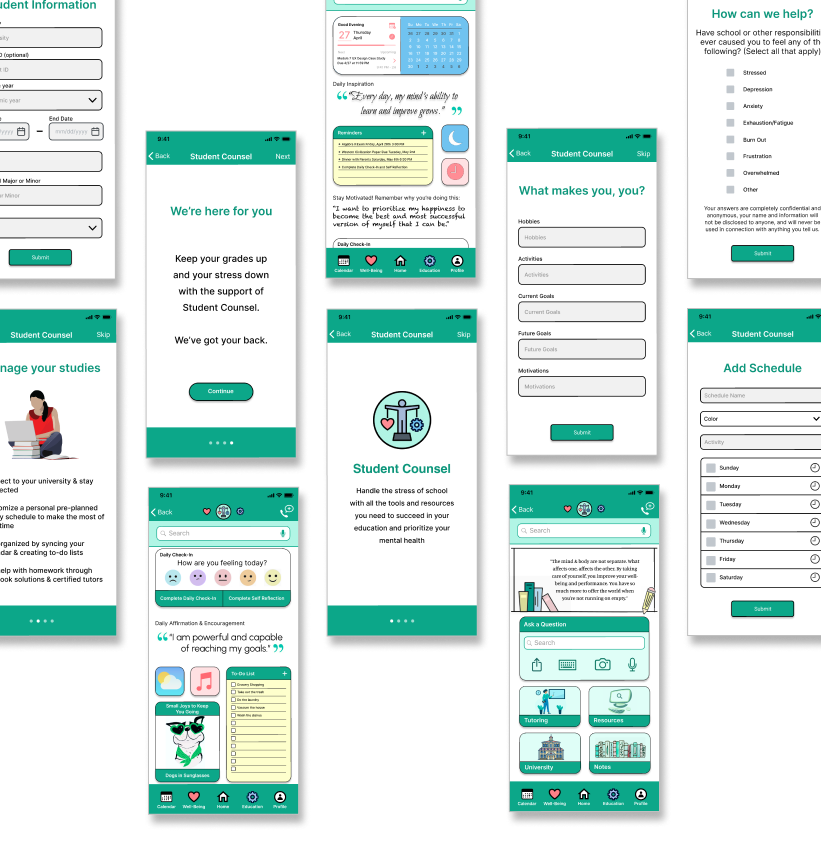 udent Information
D (optional)
ID
year
mic year
End Date
yyyy
mm/dd/yyyy
Major or Minor
or Minor
Submit
Student Counsel
Skip
nage your studies
ect to your university & stay
ected
omize a personal pre-planned
y schedule to make the most of
time
organized by syncing your
dar & creating to-do lists
elp with homework through
ook solutions & certified tutors
9:41
Back
Student Counsel
Next
We're here for you
Keep your grades up
and your stress down
with the support of
Student Counsel.
We've got your back.
Continue
9:41
Back
Search
Daily Check-In
How are you feeling today?
Complete Daily Check-In
Complete Self Reflection
Daily Affirmation & Encouragement
"I am powerful and capable
of reaching my goals."
Small Joys to Keep
You Going
Dogs in Sunglasses
To-Do List
+
Grocery Shopping
Take out the trash
Do the laundry
Vacuum the house
Wash the dishes
Calendar
Well-Being
Home
Education
Profile
Good Evening
27
Thursday
April
Daily Inspiration
"Every day, my mind's ability to
learn and improve grows."
Reminders
+
Stay Motivated! Remember why you're doing this:
"I want to prioritize my happiness to
become the best and most successful
version of myself that I can be."
Daily Check-In
Calendar
Well-Being
Home
Education
Profile
9:41
Back
Student Counsel
Skip
Student Counsel
Handle the stress of school
with all the tools and resources
you need to succeed in your
education and prioritize your
mental health
9:41
Back
Student Counsel
Skip
What makes you, you?
Hobbies
Hobbies
Activities
Activities
Current Goals
Current Goals
Future Goals
Future Goals
Motivations
Motivations
Submit
9:41
Back
Search
"The mind & body are not separate. What
affects one, affects the other. By taking
care of yourself, you improve your well-
being and performance. You have so
much more to offer the world when
you're not running on empty."
Ask a Question
Search
Tutoring
Resources
University
Notes
Calendar
Well-Being
Home
Education
Profile
How can we help?
Have school or other responsibiliti
ever caused you to feel any of th
following? (Select all that apply)
Stressed
Depression
Anxiety
Exhaustion/Fatigue
Burn Out
Frustration
Overwhelmed
Other
Your answers are completely confidential and
anonymous, your name and information will
not be disclosed to anyone, and will never be
used in connection with anything you tell us.
Submit
9:41
Back
Student Counsel
Add Schedule
Schedule Name
Color
Activity
Sunday
Monday
Tuesday
Wednesday
Thursday
Friday
Saturday
Submit